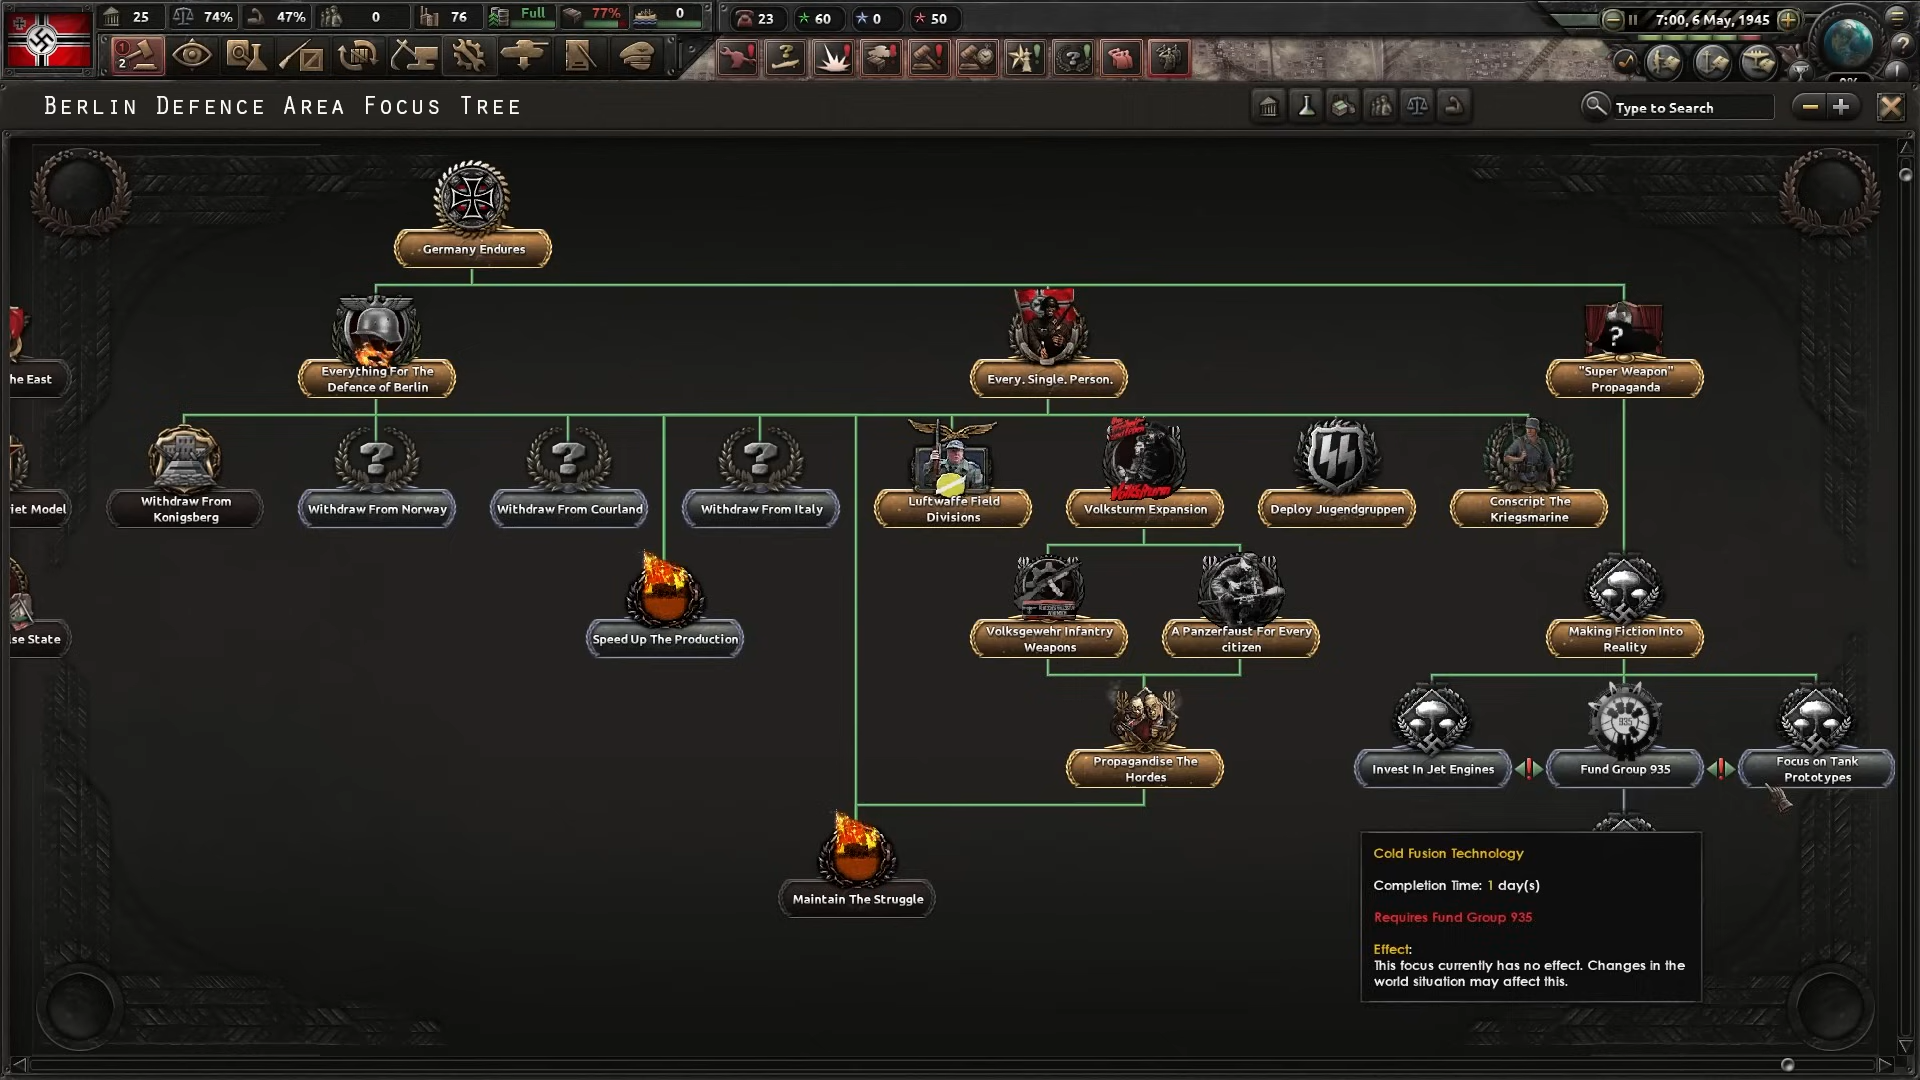 25 74% 47% 0 76 Full 77% 0 23 60 0 50 7:00, 6 May, 1945
2
0%
BERLIN DEFENCE AREA FOCUS TREE
Type to Search
Germany Endures
Everything For The
Defence of Berlin
Every. Single. Person.
"Super Weapon"
Propaganda
he East
Withdraw From
Konigsberg
Withdraw From Norway
Withdraw From Courland
Withdraw From Italy
Luftwaffe Field
Divisions
Volksturm Expansion
Deploy Jugendgruppen
Conscript The
Kriegsmarine
iet Model
Speed Up The Production
Volksgewehr Infantry
Weapons
A Panzerfaust For Every
citizen
Making Fiction Into
Reality
lse State
935
Propagandise The
Hordes
Invest In Jet Engines
Fund Group 935
Focus on Tank
Prototypes
Maintain The Struggle
Cold Fusion Technology
Completion Time: 1 day(s)
Requires Fund Group 935
Effect:
This focus currently has no effect. Changes in the
world situation may affect this.